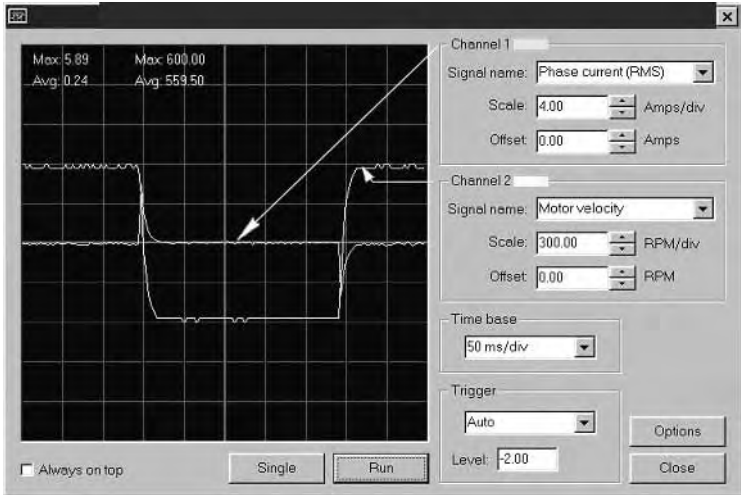 Max: 5.89 Max: 600.00
Avg: 0.24 Avg: 559.50
Channel 1
Signal name: Phase current (RMS)
Scale: 4.00 Amps/div
Offset: 0.00 Amps
Channel 2
Signal name: Motor velocity
Scale: 300.00 RPM/div
Offset: 0.00 RPM
Time base
50 ms/div
Trigger
Auto
Level: -2.00
Options
Close
Always on top
Single
Run